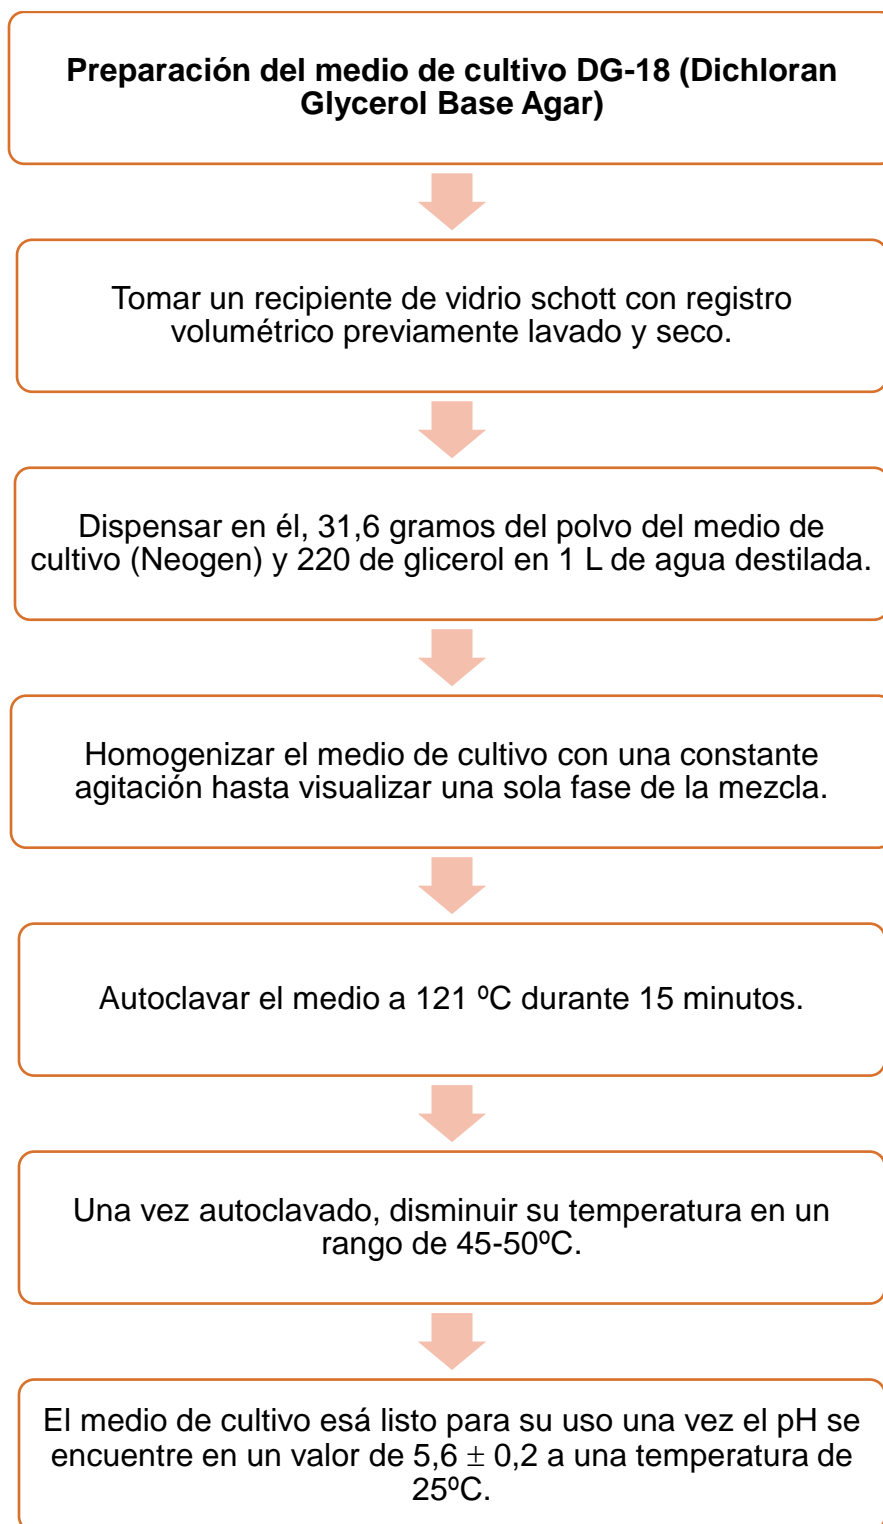 Preparación del medio de cultivo DG-18 (Dichloran
Glycerol Base Agar)
Tomar un recipiente de vidrio schott con registro
volumétrico previamente lavado y seco.
Dispensar en él, 31,6 gramos del polvo del medio de
cultivo (Neogen) y 220 de glicerol en 1 L de agua destilada.
Homogenizar el medio de cultivo con una constante
agitación hasta visualizar una sola fase de la mezcla.
Autoclavar el medio a 121 ºC durante 15 minutos.
Una vez autoclavado, disminuir su temperatura en un
rango de 45-50ºC.
El medio de cultivo esá listo para su uso una vez el pH se
encuentre en un valor de 5,6 ± 0,2 a una temperatura de
25ºC.